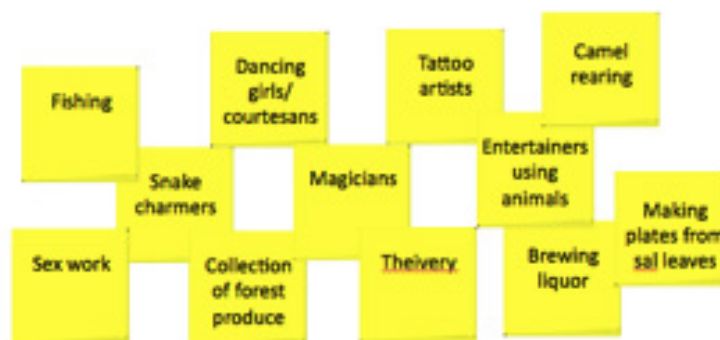 Fishing
Dancing
girls/
courtesans
Tattoo
artists
Camel
rearing
Snake
charmers
Magicians
Entertainers
using
animals
Making
plates from
sal leaves
Sex work
Collection
of forest
produce
Theivery
Brewing
liquor